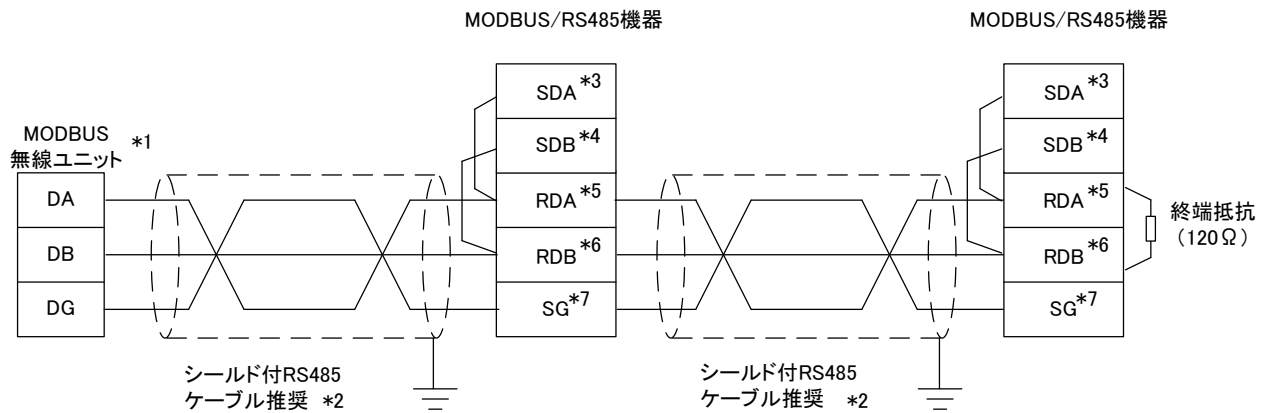 MODBUS/RS485機器
MODBUS/RS485機器
MODBUS
無線ユニット *1
DA
DB
DG
シールド付RS485
ケーブル推奨 *2
SDA*3
SDB*4
RDA*5
RDB*6
SG*7
シールド付RS485
ケーブル推奨 *2
SDA*3
SDB*4
RDA*5
RDB*6
SG*7
終端抵抗
(120Ω)